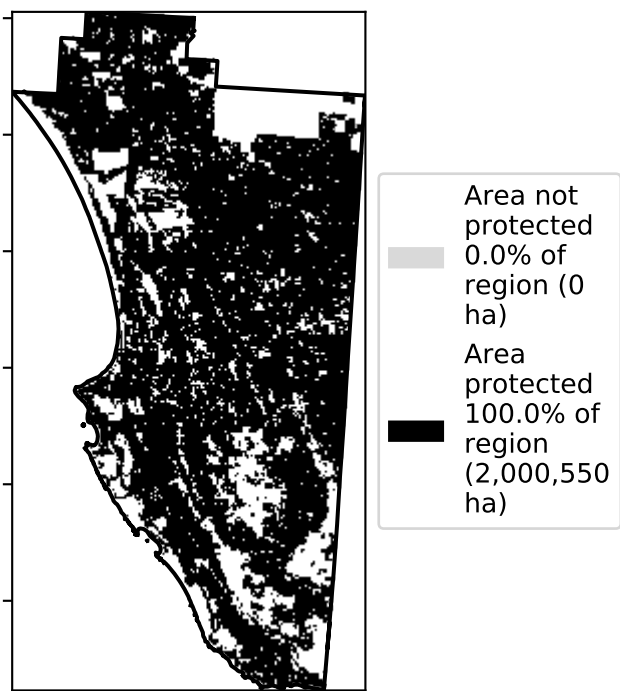 Area not
protected
0.0% of
region (0
ha)
Area
protected
100.0% of
region
(2,000,550
ha)